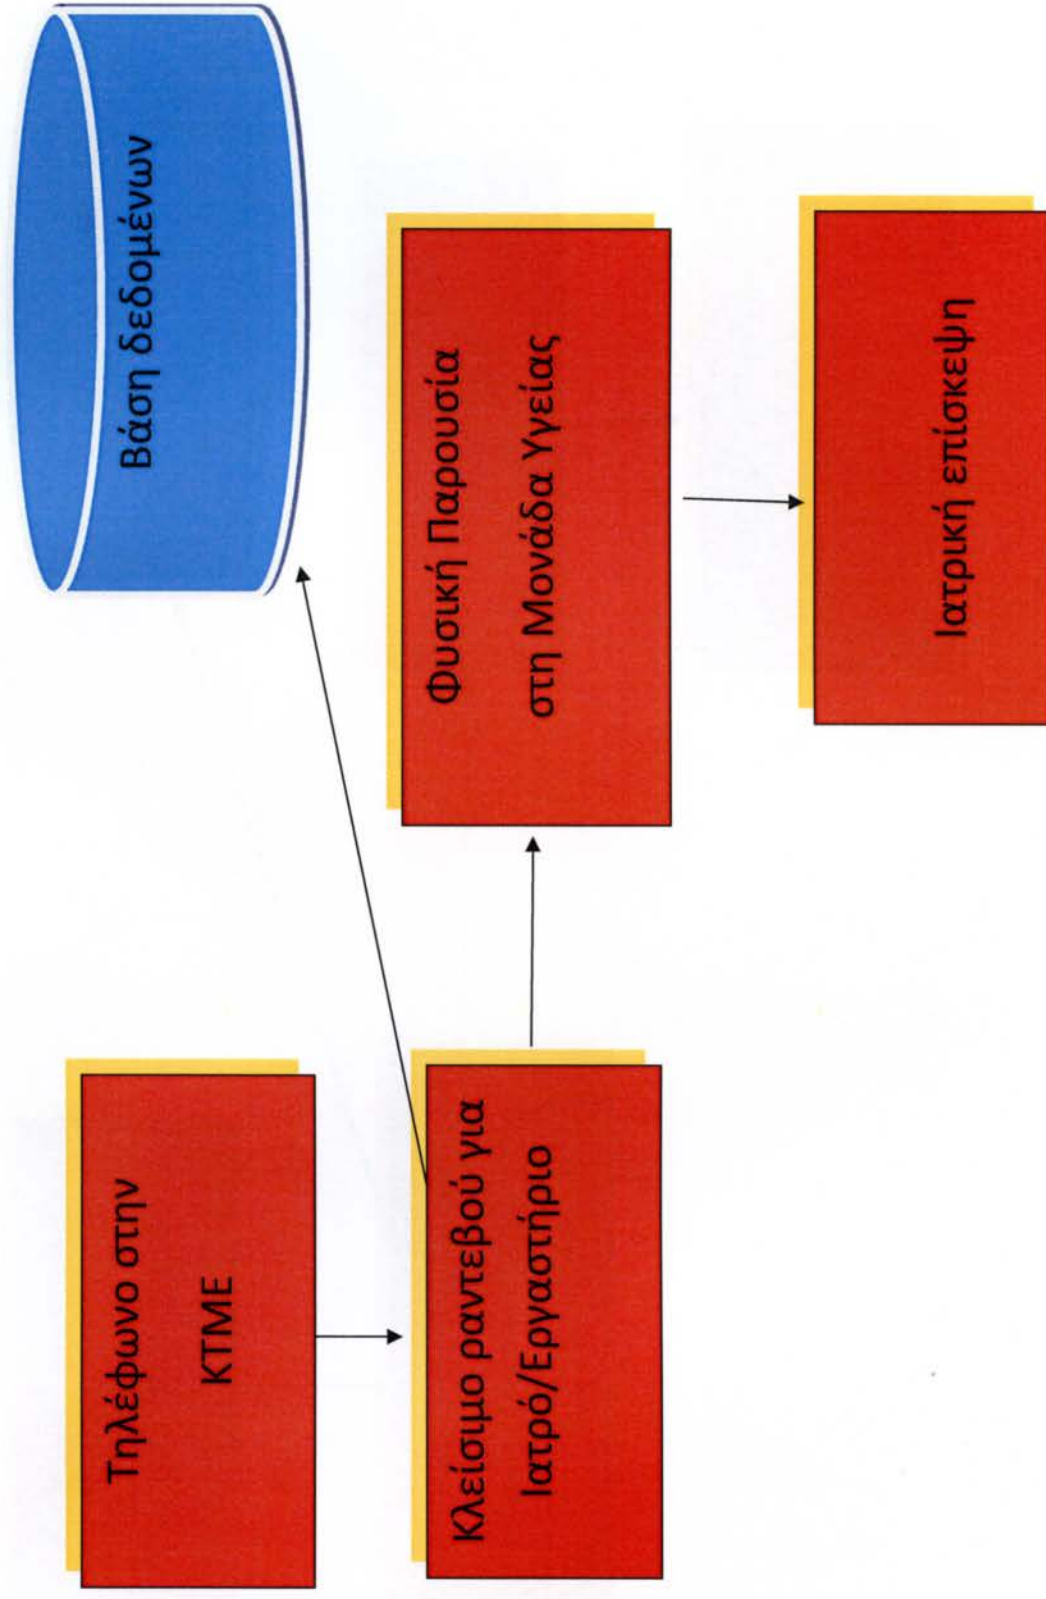 Τηλέφωνο στην
ΚΤΜΕ
Κλείσιμο ραντεβού για
Ιατρό/Εργαστήριο
Βάση δεδομένων
Φυσική Παρουσία
στη Μονάδα Υγείας
Ιατρική επίσκεψη